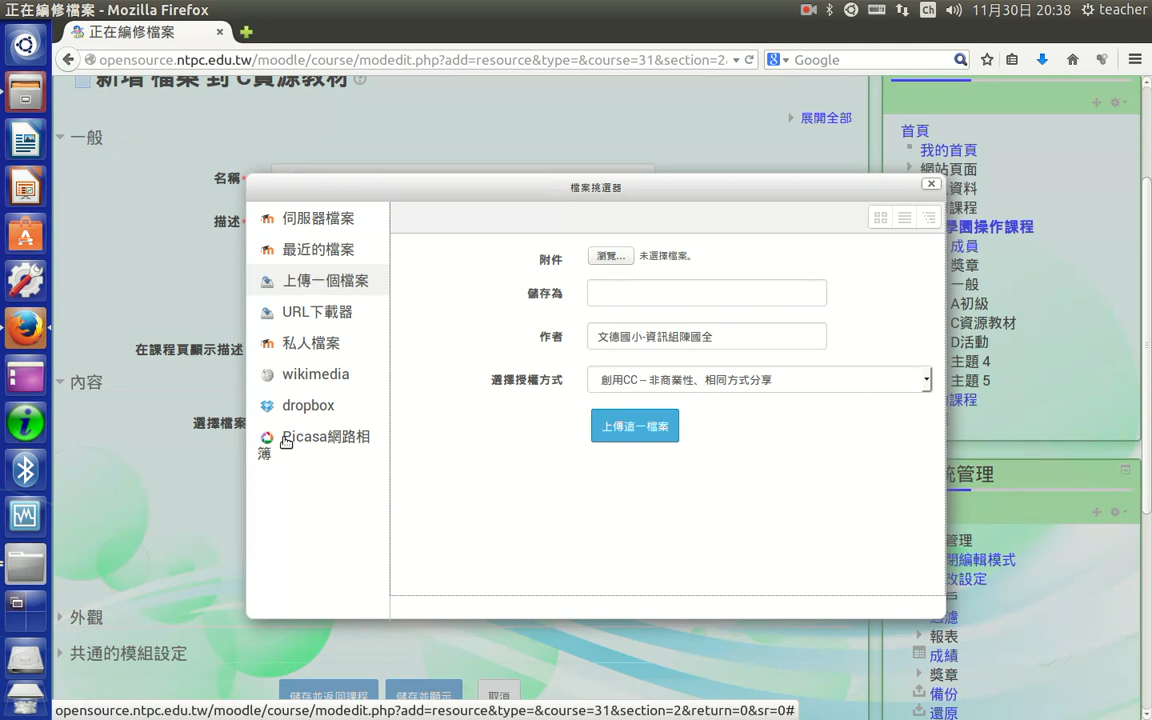 正在編修檔案 - Mozilla Firefox
Ch
11月30日 20:38
teacher
正在編修檔案
opensource.ntpc.edu.tw/moodle/course/modedit.php?add=resource&type=&course=31&section=2
Google
新增 檔案 到 C資源教材
展開全部
一般
名稱*
描述*
在課程頁顯示描述
內容
選擇檔案
外觀
共通的模組設定
儲存並返回課程
儲存並顯示
取消
檔案挑選器
伺服器檔案
最近的檔案
上傳一個檔案
URL下載器
私人檔案
wikimedia
dropbox
Picasa網路相
簿
附件
瀏覽...
未選擇檔案。
儲存為
作者
文德國小-資訊組陳國全
選擇授權方式
創用CC – 非商業性、相同方式分享
上傳這一檔案
首頁
我的首頁
網站頁面
資料
課程
學園操作課程
成員
獎章
一般
A初級
C資源教材
D活動
主題 4
主題 5
課程
統管理
管理
閉編輯模式
改設定
過濾
報表
成績
獎章
備份
還原
opensource.ntpc.edu.tw/moodle/course/modedit.php?add=resource&type=&course=31&section=2&return=0&sr=0#